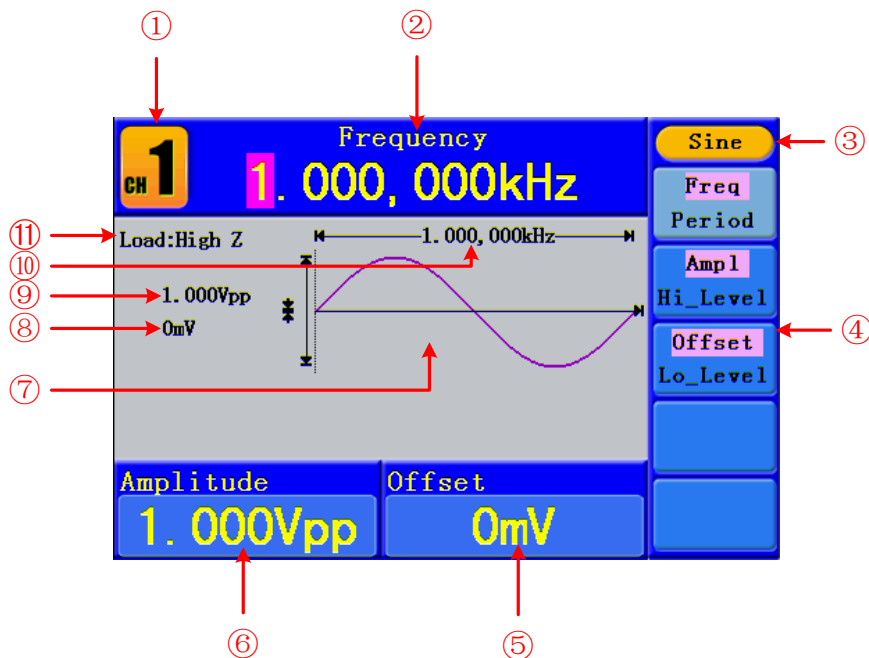 ① ②
CH 1
Frequency
1.000,000kHz
Sine
③
Freq
Period
⑪
Load:High Z
1.000,000kHz
⑩
Ampl
Hi_Level
⑨
1.000Vpp
⑧
0mV
Offset
Lo_Level
④
⑦
Amplitude
Offset
1.000Vpp
0mV
⑥ ⑤